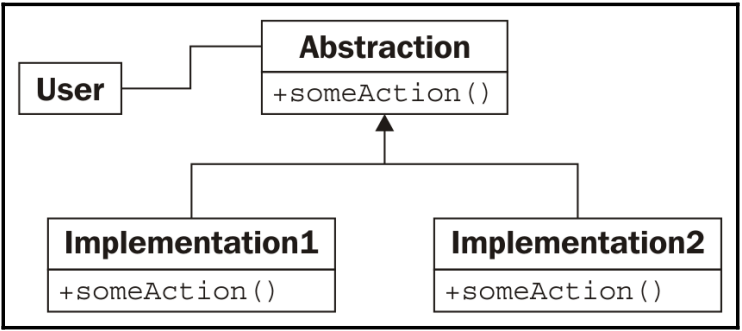 Abstraction
User
+someAction()
Implementation1
Implementation2
+someAction()
+someAction()